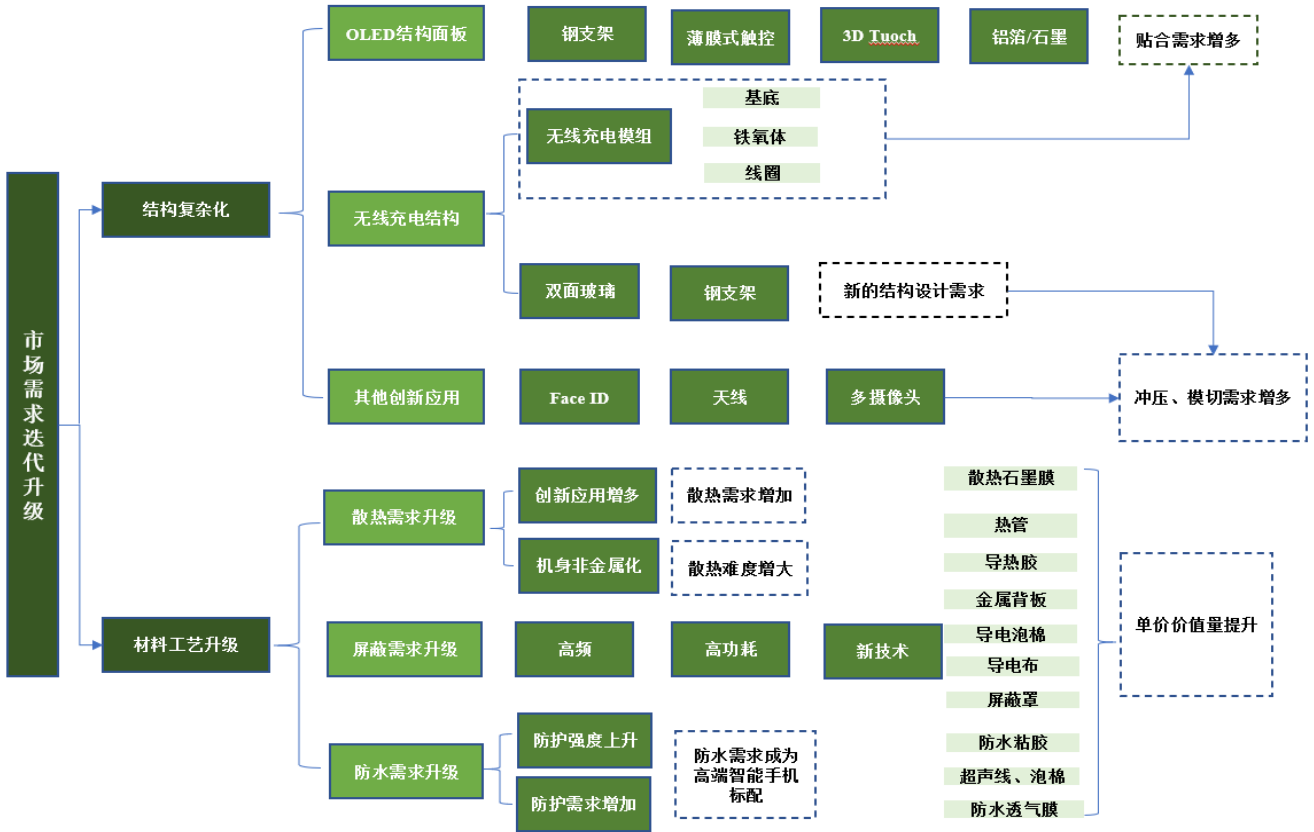 市场需求迭代升级
结构复杂化
OLED结构面板
钢支架
薄膜式触控
3D Tuoch
铝箔/石墨
贴合需求增多
无线充电结构
无线充电模组
基底
铁氧体
线圈
双面玻璃
钢支架
新的结构设计需求
其他创新应用
Face ID
天线
多摄像头
冲压、模切需求增多
材料工艺升级
散热需求升级
创新应用增多
散热需求增加
机身非金属化
散热难度增大
屏蔽需求升级
高频
高功耗
新技术
防水需求升级
防护强度上升
防护需求增加
防水需求成为
高端智能手机
标配
散热石墨膜
热管
导热胶
金属背板
导电泡棉
导电布
屏蔽罩
防水粘胶
超声线、泡棉
防水透气膜
单价价值量提升